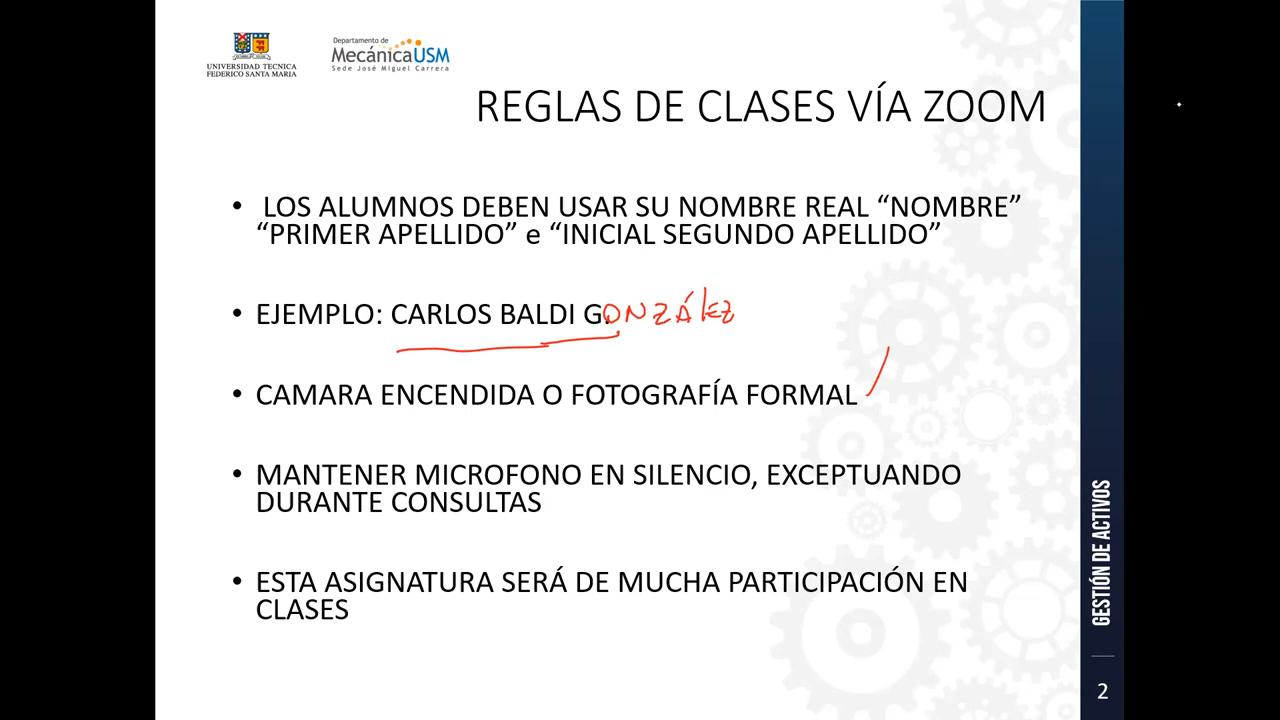 UNIVERSIDAD TECNICA
FEDERICO SANTA MARIA
Departamento de
MecánicaUSM
Sede José Miguel Carrera
REGLAS DE CLASES VÍA ZOOM
• LOS ALUMNOS DEBEN USAR SU NOMBRE REAL “NOMBRE”
“PRIMER APELLIDO” e “INICIAL SEGUNDO APELLIDO”
• EJEMPLO: CARLOS BALDI G.ONZÁLEZ
• CAMARA ENCENDIDA O FOTOGRAFÍA FORMAL
• MANTENER MICROFONO EN SILENCIO, EXCEPTUANDO
DURANTE CONSULTAS
• ESTA ASIGNATURA SERÁ DE MUCHA PARTICIPACIÓN EN
CLASES
GESTIÓN DE ACTIVOS
2